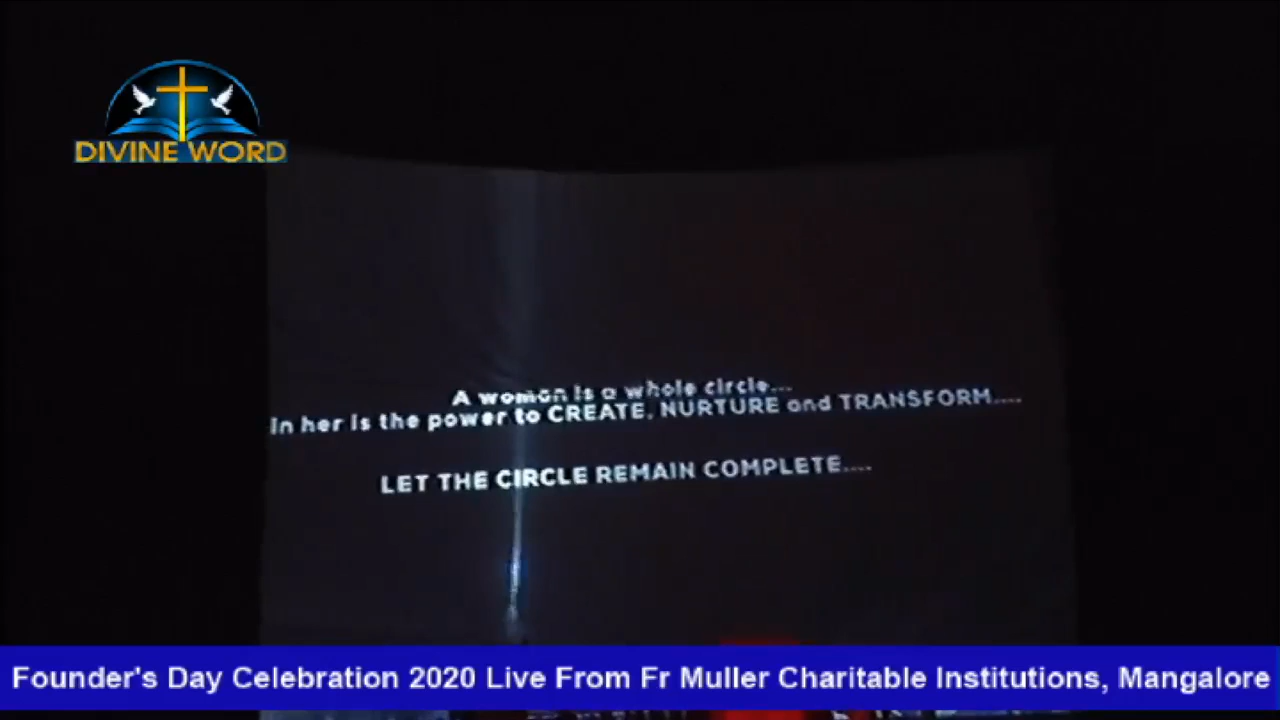 DIVINE WORD
A woman is a whole circle...
In her is the power to CREATE, NURTURE and TRANSFORM....
LET THE CIRCLE REMAIN COMPLETE....
Founder's Day Celebration 2020 Live From Fr Muller Charitable Institutions, Mangalore